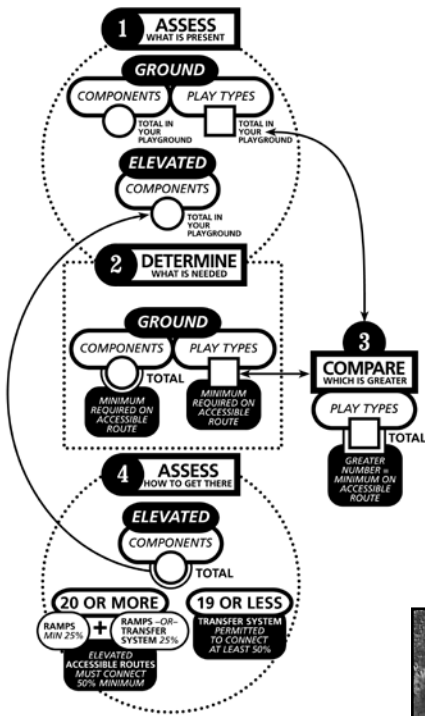 1 ASSESS
WHAT IS PRESENT
GROUND
COMPONENTS
PLAY TYPES
TOTAL IN
YOUR
PLAYGROUND
TOTAL IN
YOUR
PLAYGROUND
ELEVATED
COMPONENTS
TOTAL IN
YOUR
PLAYGROUND
2 DETERMINE
WHAT IS NEEDED
GROUND
COMPONENTS
PLAY TYPES
TOTAL
MINIMUM
REQUIRED ON
ACCESSIBLE
ROUTE
MINIMUM
REQUIRED ON
ACCESSIBLE
ROUTE
3
COMPARE
WHICH IS GREATER
PLAY TYPES
TOTAL
GREATER
NUMBER =
MINIMUM ON
ACCESSIBLE
ROUTE
4 ASSESS
HOW TO GET THERE
ELEVATED
COMPONENTS
TOTAL
20 OR MORE
RAMPS
MIN 25%
+
RAMPS –OR–
TRANSFER
SYSTEM 25%
ELEVATED
ACCESSIBLE ROUTES
MUST CONNECT
50% MINIMUM
19 OR LESS
TRANSFER SYSTEM
PERMITTED
TO CONNECT
AT LEAST 50%